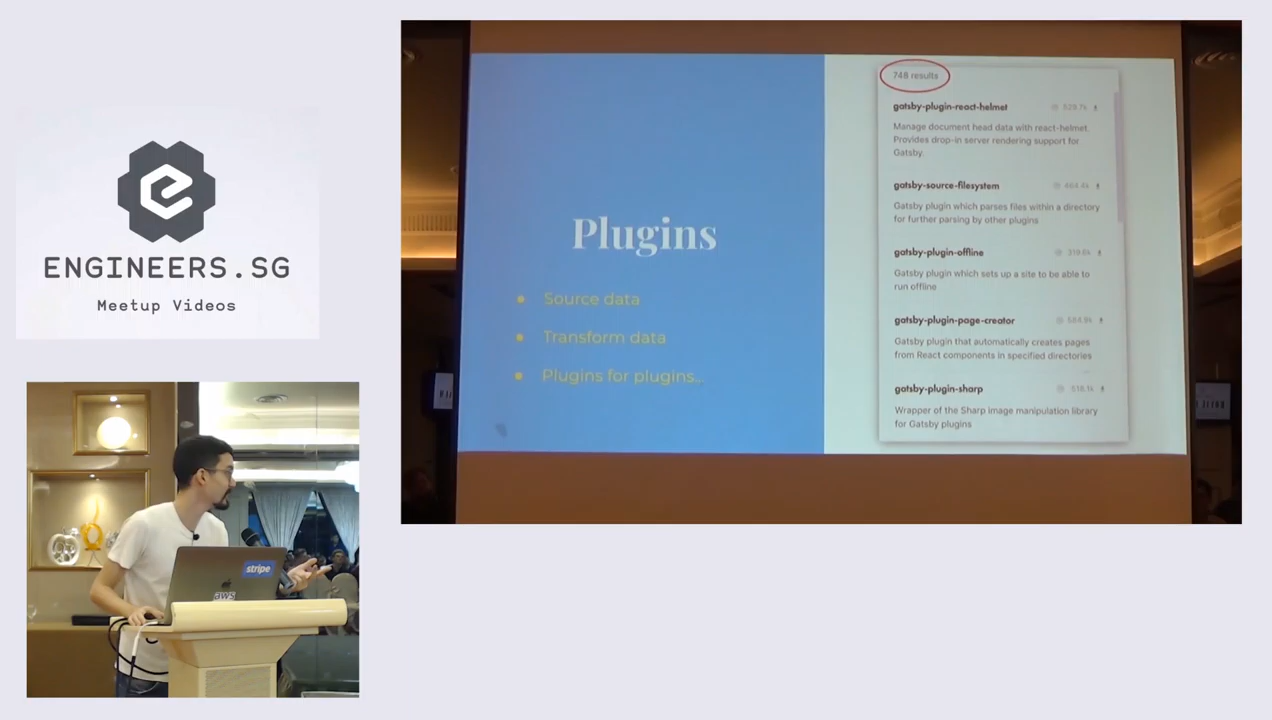 ENGINEERS.SG
Meetup Videos
stripe
aws
Plugins
● Source data
● Transform data
● Plugins for plugins...
748 results
gatsby-plugin-react-helmet
Manage document head data with react-helmet.
Provides drop-in server rendering support for
Gatsby.
gatsby-source-filesystem
Gatsby plugin which parses files within a directory
for further parsing by other plugins
gatsby-plugin-offline
Gatsby plugin which sets up a site to be able to
run offline
gatsby-plugin-page-creator
Gatsby plugin that automatically creates pages
from React components in specified directories
gatsby-plugin-sharp
Wrapper of the Sharp image manipulation library
for Gatsby plugins